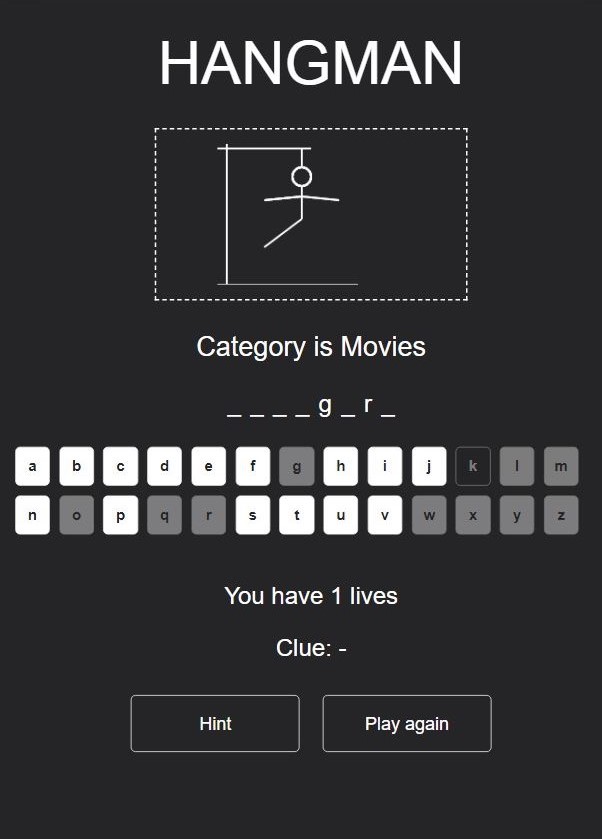 HANGMAN
Category is Movies
_ _ _ _ g _ r _
a b c d e f g h i j k l m
n o p q r s t u v w x y z
You have 1 lives
Clue: -
Hint Play again